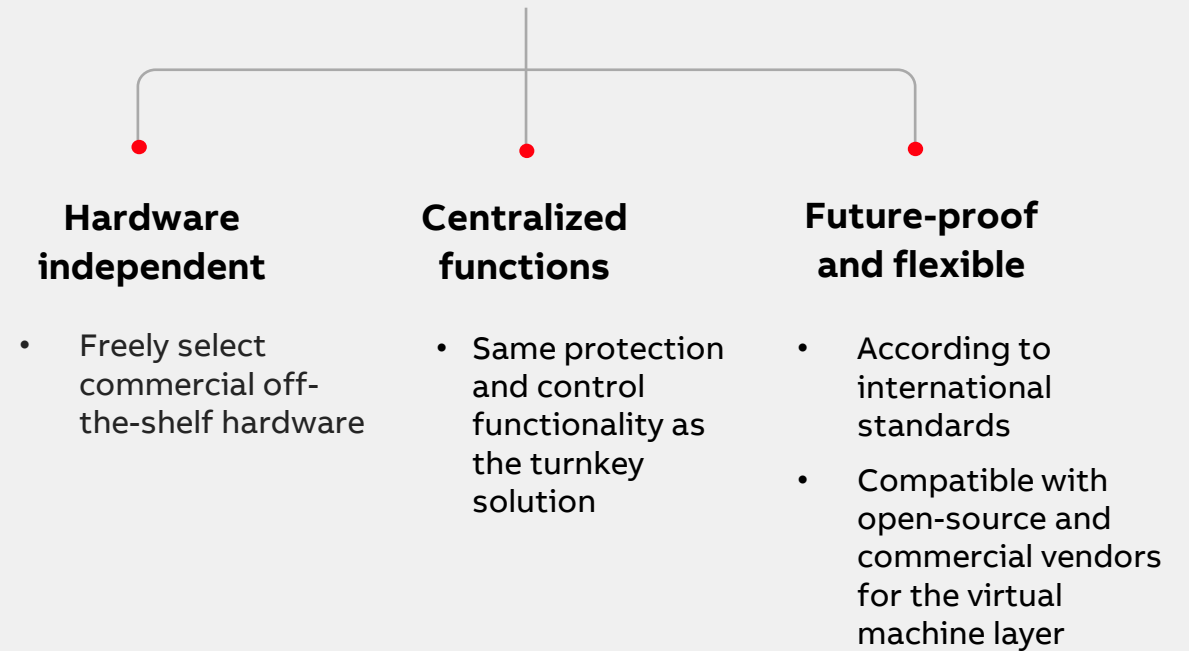 Hardware
independent
• Freely select
commercial off-
the-shelf hardware
Centralized
functions
• Same protection
and control
functionality as
the turnkey
solution
Future-proof
and flexible
• According to
international
standards
• Compatible with
open-source and
commercial vendors
for the virtual
machine layer